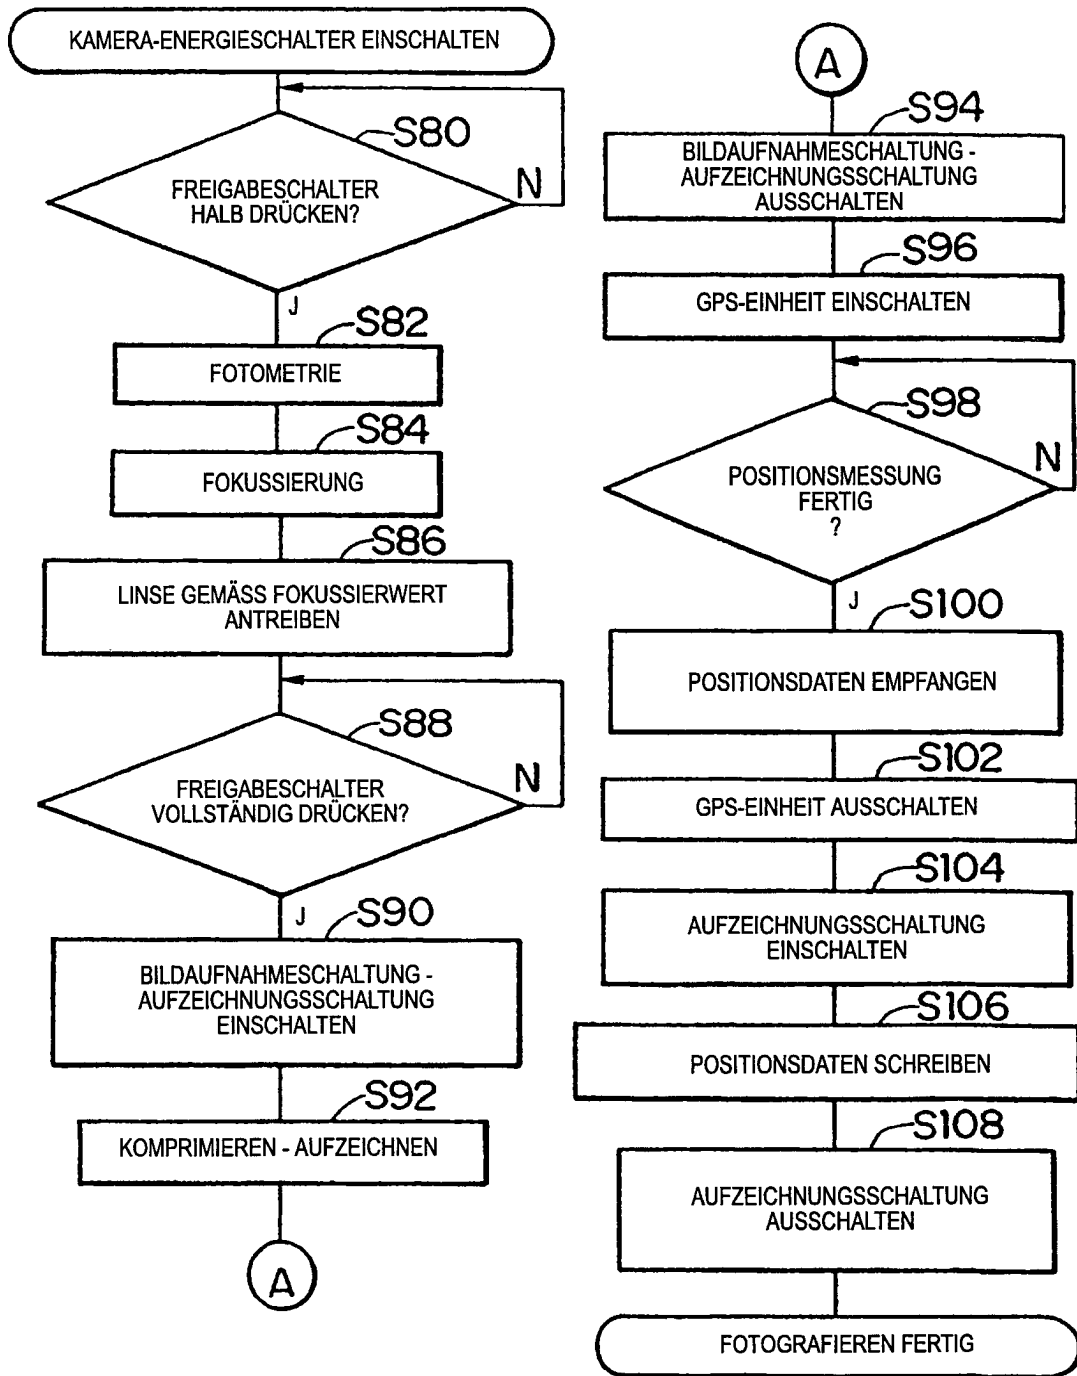 KAMERA-ENERGIESCHALTER EINSCHALTEN
S80
FREIGABESCHALTER
HALB DRÜCKEN?
N
J
S82
FOTOMETRIE
S84
FOKUSSIERUNG
S86
LINSE GEMÄSS FOKUSSIERWERT
ANTREIBEN
S88
FREIGABESCHALTER
VOLLSTÄNDIG DRÜCKEN?
N
J
S90
BILDAUFNAHMESCHALTUNG -
AUFZEICHNUNGSSCHALTUNG
EINSCHALTEN
S92
KOMPRIMIEREN - AUFZEICHNEN
A
A
S94
BILDAUFNAHMESCHALTUNG -
AUFZEICHNUNGSSCHALTUNG
AUSSCHALTEN
S96
GPS-EINHEIT EINSCHALTEN
S98
POSITIONSMESSUNG
FERTIG
?
N
J
S100
POSITIONSDATEN EMPFANGEN
S102
GPS-EINHEIT AUSSCHALTEN
S104
AUFZEICHNUNGSSCHALTUNG
EINSCHALTEN
S106
POSITIONSDATEN SCHREIBEN
S108
AUFZEICHNUNGSSCHALTUNG
AUSSCHALTEN
FOTOGRAFIEREN FERTIG